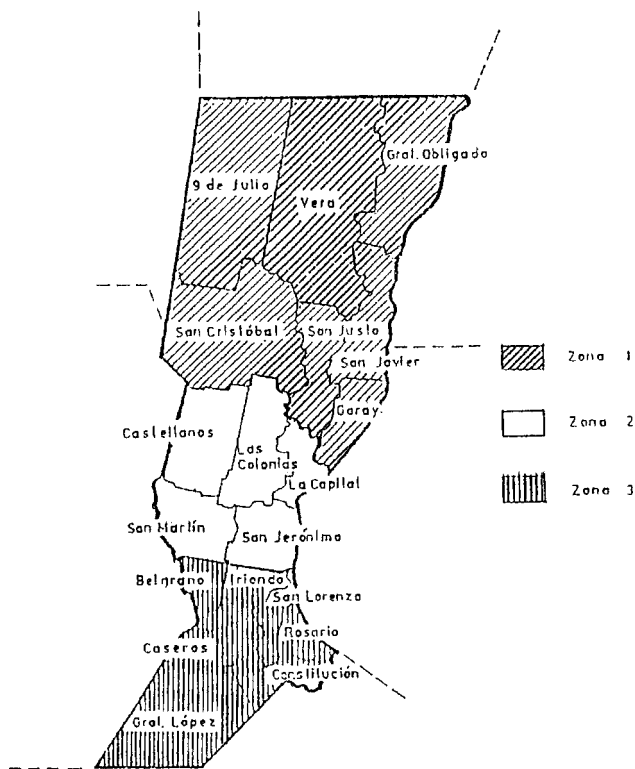 Gral. Obligado
9 de Julio
Vera
San Cristóbal
San Justo
San Javier
Garay
Castellanos
Las
Colonias
La Capital
San Martín
San Jerónimo
Belgrano
Iriondo
San Lorenzo
Rosario
Caseros
Constitución
Gral. López
Zona 1
Zona 2
Zona 3